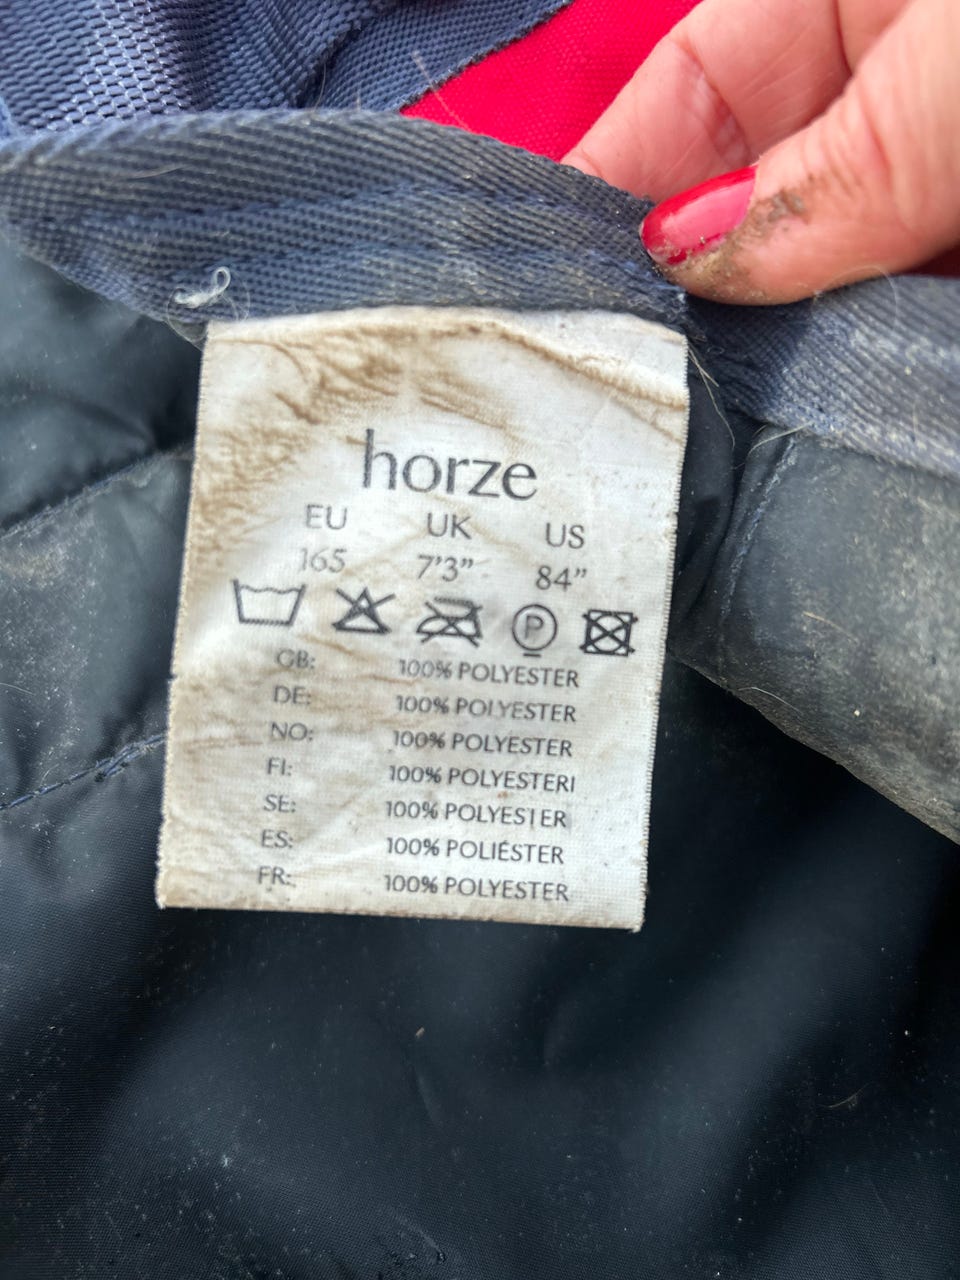 horze
EU UK US
165 7'3" 84"
P
GB: 100% POLYESTER
DE: 100% POLYESTER
NO: 100% POLYESTER
FI: 100% POLYESTERI
SE: 100% POLYESTER
ES: 100% POLIÉSTER
FR: 100% POLYESTER